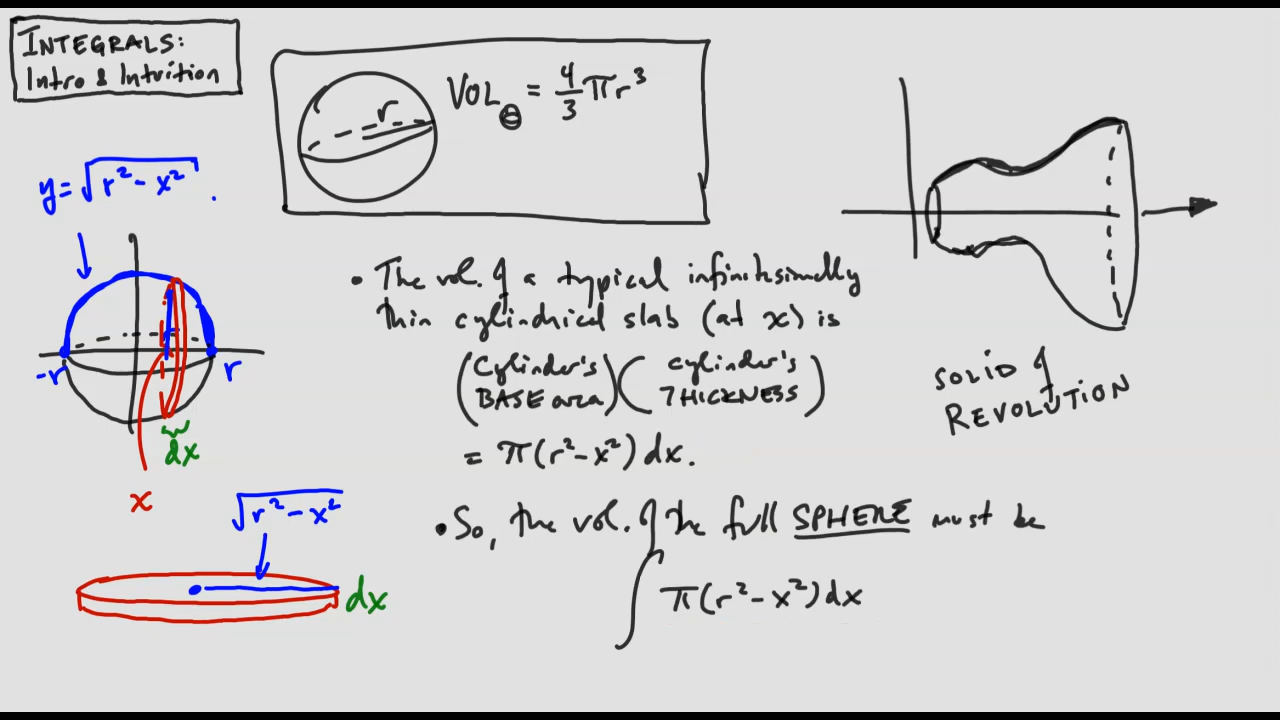 INTEGRALS:
Intro & Intuition
r
VOL⊖ = 4/3 πr³
y = √(r² - x²).
-r
r
dx
x
√(r² - x²)
dx
• The vol. of a typical infinitesimally
thin cylindrical slab (at x) is
(Cylinder's BASE area)(cylinder's THICKNESS)
= π(r² - x²) dx.
• So, the vol. of the full SPHERE must be
∫ π(r² - x²) dx
SOLID of
REVOLUTION